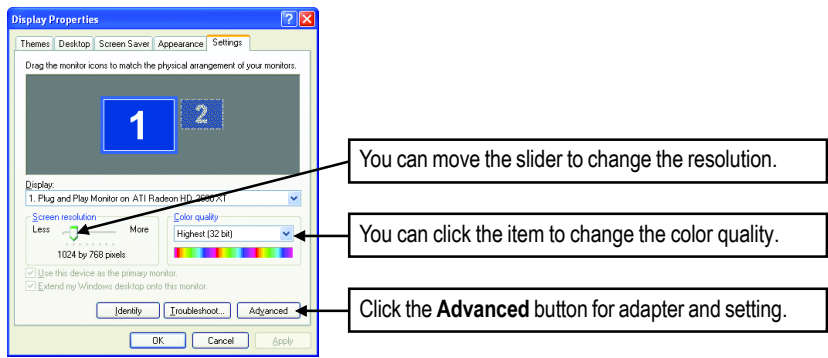 Display Properties
Themes Desktop Screen Saver Appearance Settings
Drag the monitor icons to match the physical arrangement of your monitors.
1 2
Display:
1. Plug and Play Monitor on ATI Radeon HD 2600 XT
Screen resolution
Less More
1024 by 768 pixels
Color quality
Highest (32 bit)
Use this device as the primary monitor.
Extend my Windows desktop onto this monitor.
Identify Troubleshoot... Advanced
OK Cancel Apply
You can move the slider to change the resolution.
You can click the item to change the color quality.
Click the Advanced button for adapter and setting.